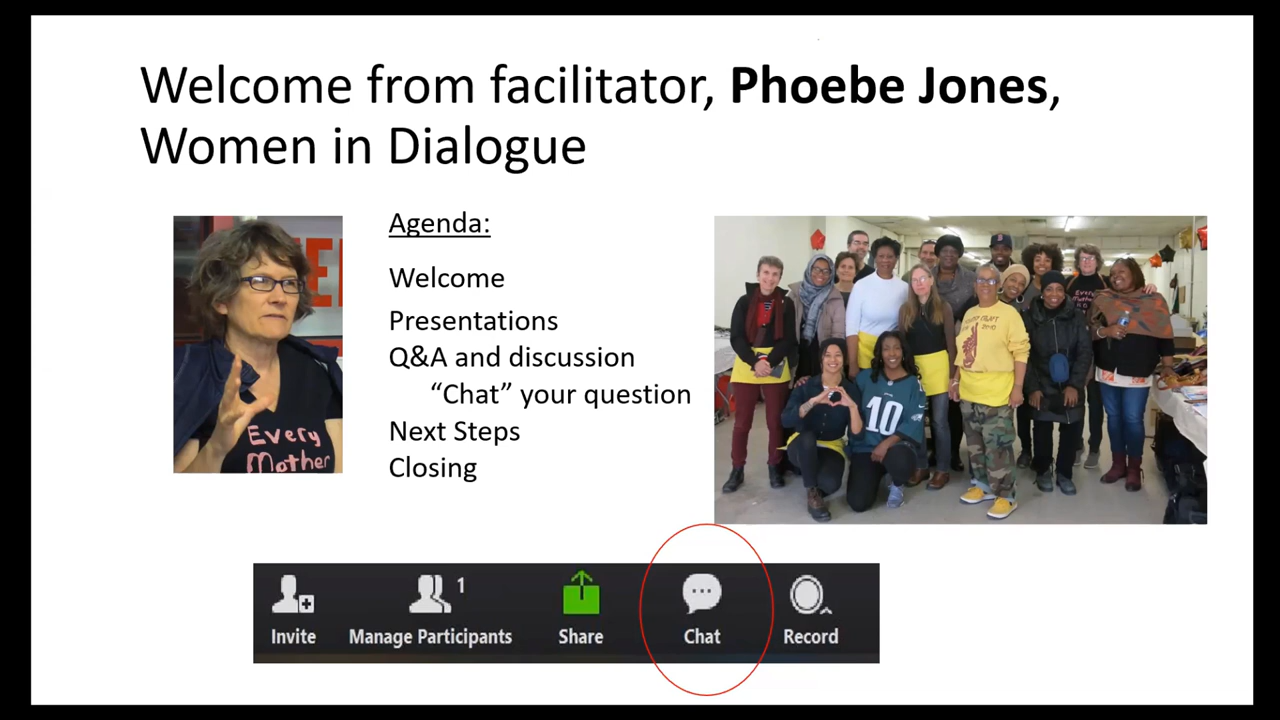 Welcome from facilitator, Phoebe Jones,
Women in Dialogue
Agenda:
Welcome
Presentations
Q&A and discussion
“Chat” your question
Next Steps
Closing
Every
Mother
10
Every
Invite
Manage Participants
1
Share
Chat
Record